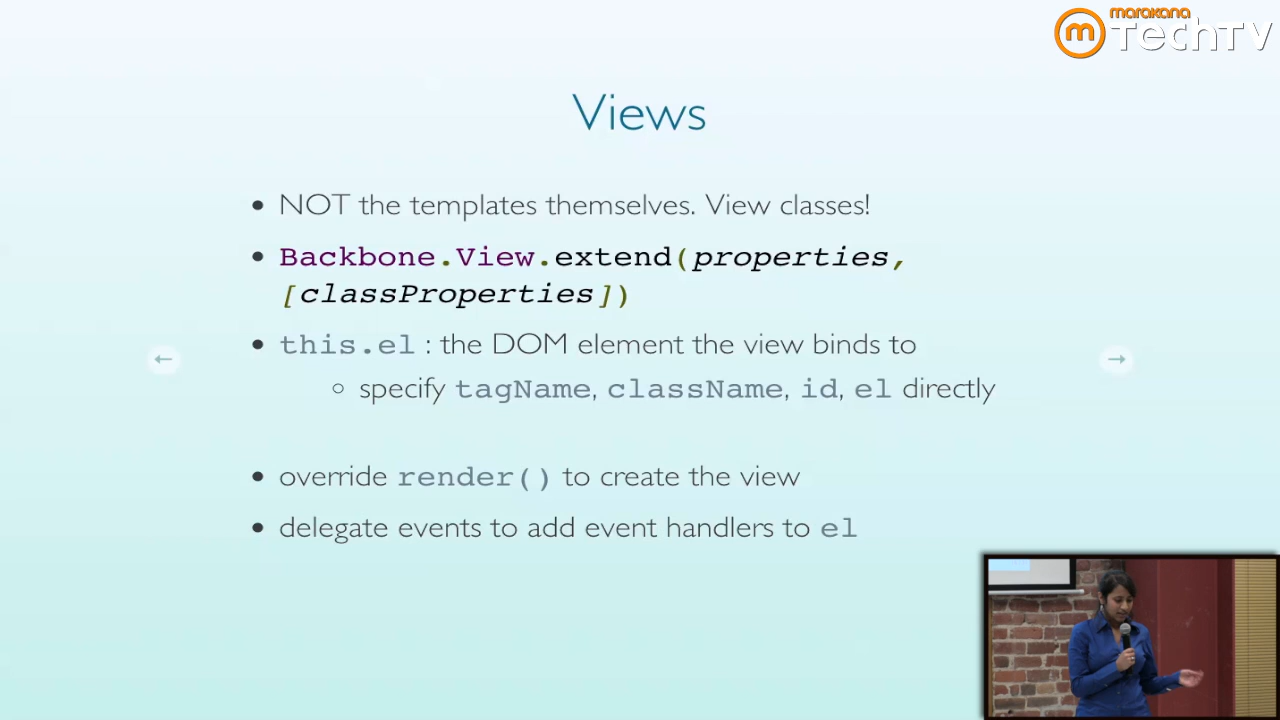 marakana
TechTV
Views
• NOT the templates themselves. View classes!
• Backbone.View.extend(properties,
[classProperties])
• this.el : the DOM element the view binds to
◦ specify tagName, className, id, el directly
• override render() to create the view
• delegate events to add event handlers to el